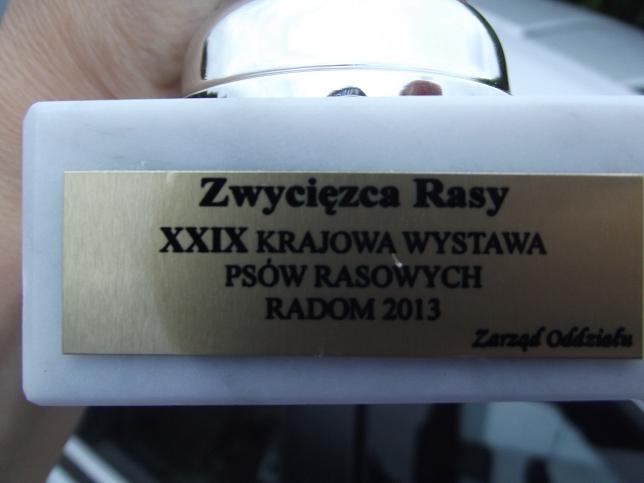 Zwycięzca Rasy
XXIX KRAJOWA WYSTAWA
PSÓW RASOWYCH
RADOM 2013
Zarząd Oddziału